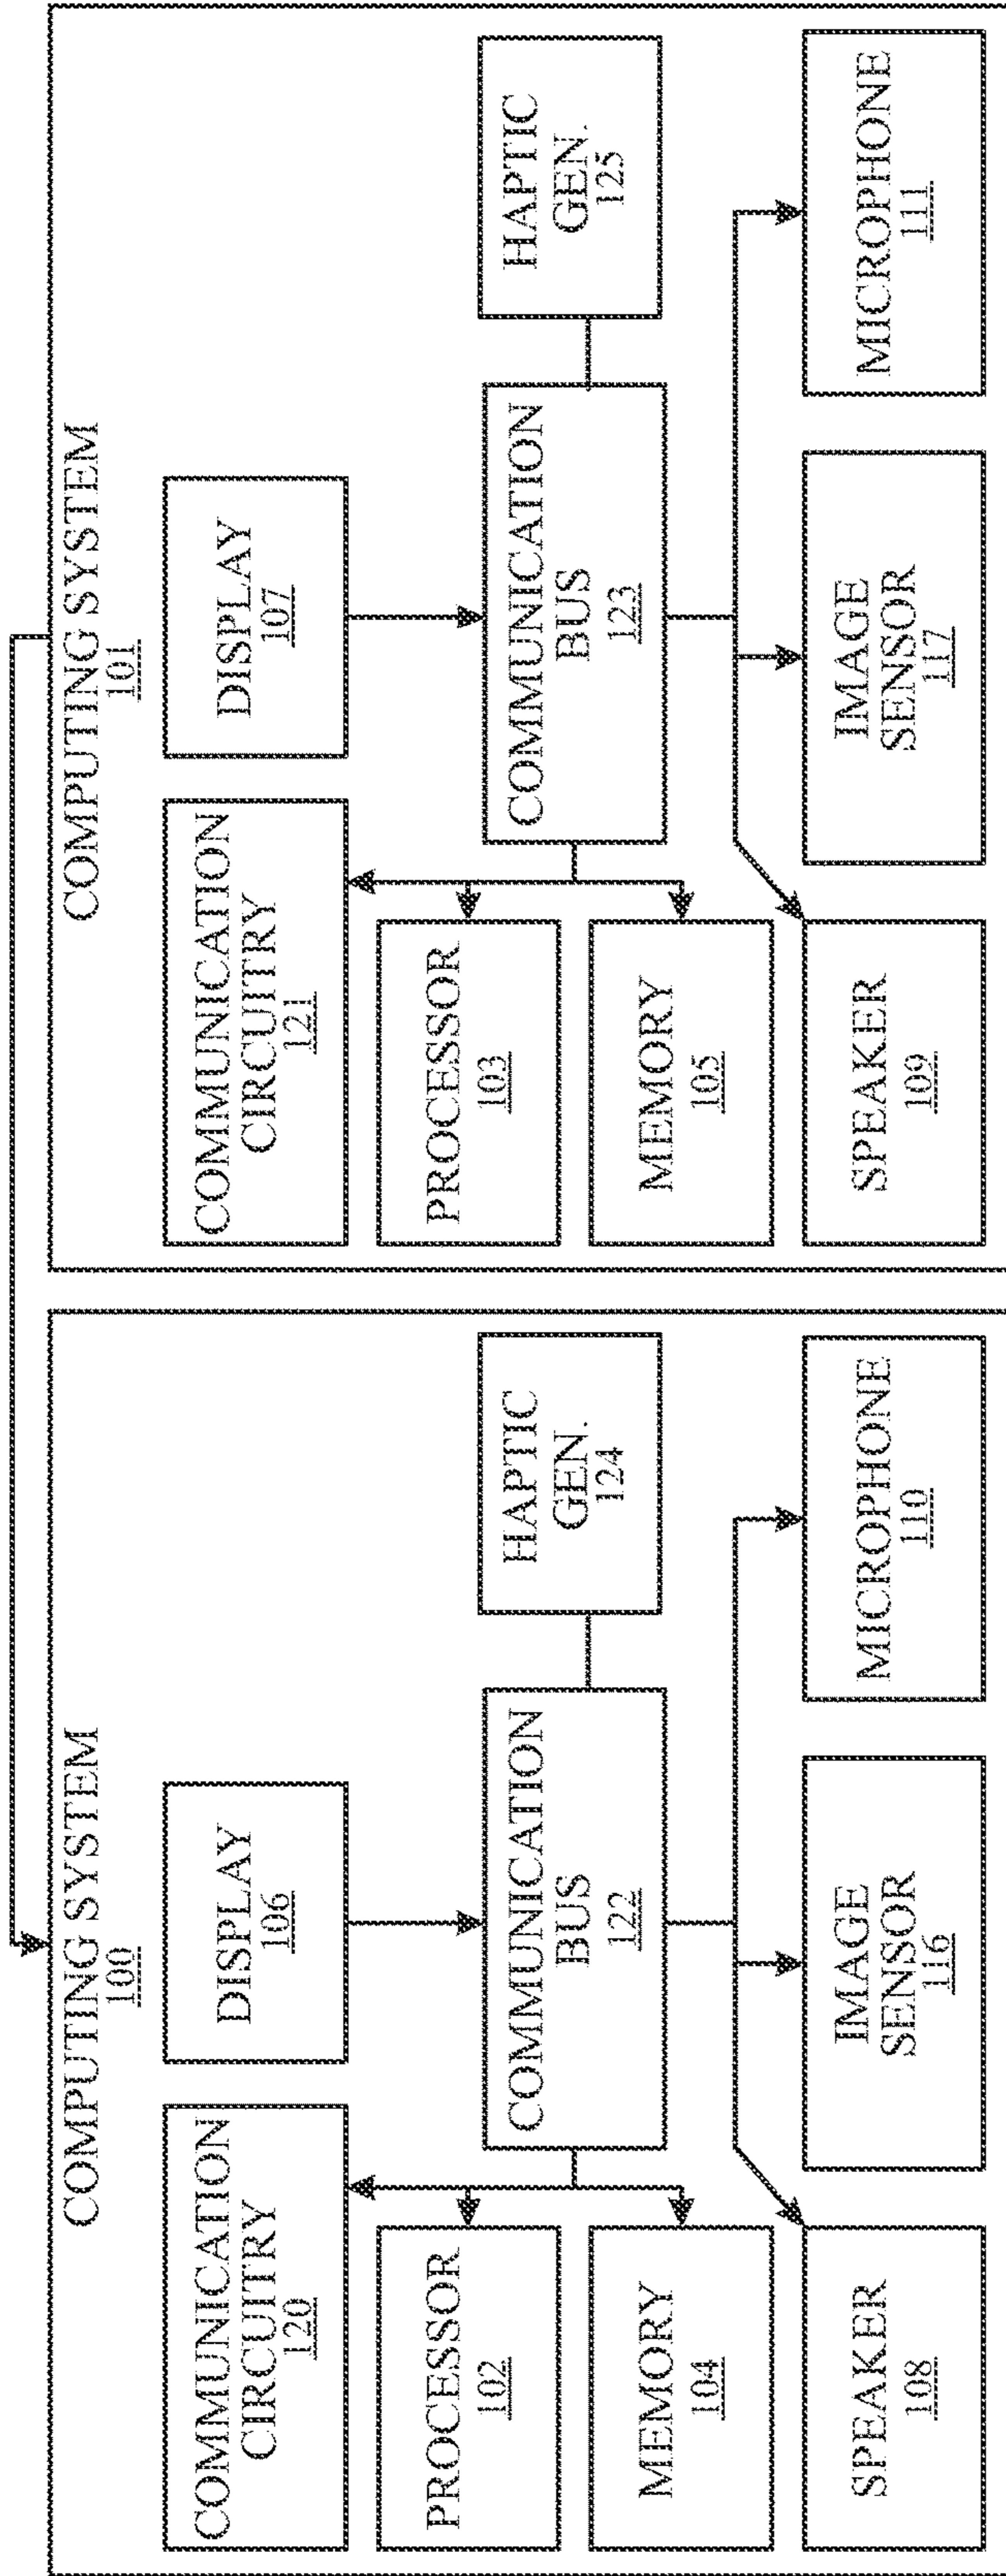 COMPUTING SYSTEM
100
COMMUNICATION
CIRCUITRY
120
DISPLAY
106
PROCESSOR
102
COMMUNICATION
BUS
122
HAPTIC
GEN.
124
MEMORY
104
SPEAKER
108
IMAGE
SENSOR
116
MICROPHONE
110
COMPUTING SYSTEM
101
COMMUNICATION
CIRCUITRY
121
DISPLAY
107
PROCESSOR
103
COMMUNICATION
BUS
123
HAPTIC
GEN.
125
MEMORY
105
SPEAKER
109
IMAGE
SENSOR
117
MICROPHONE
111